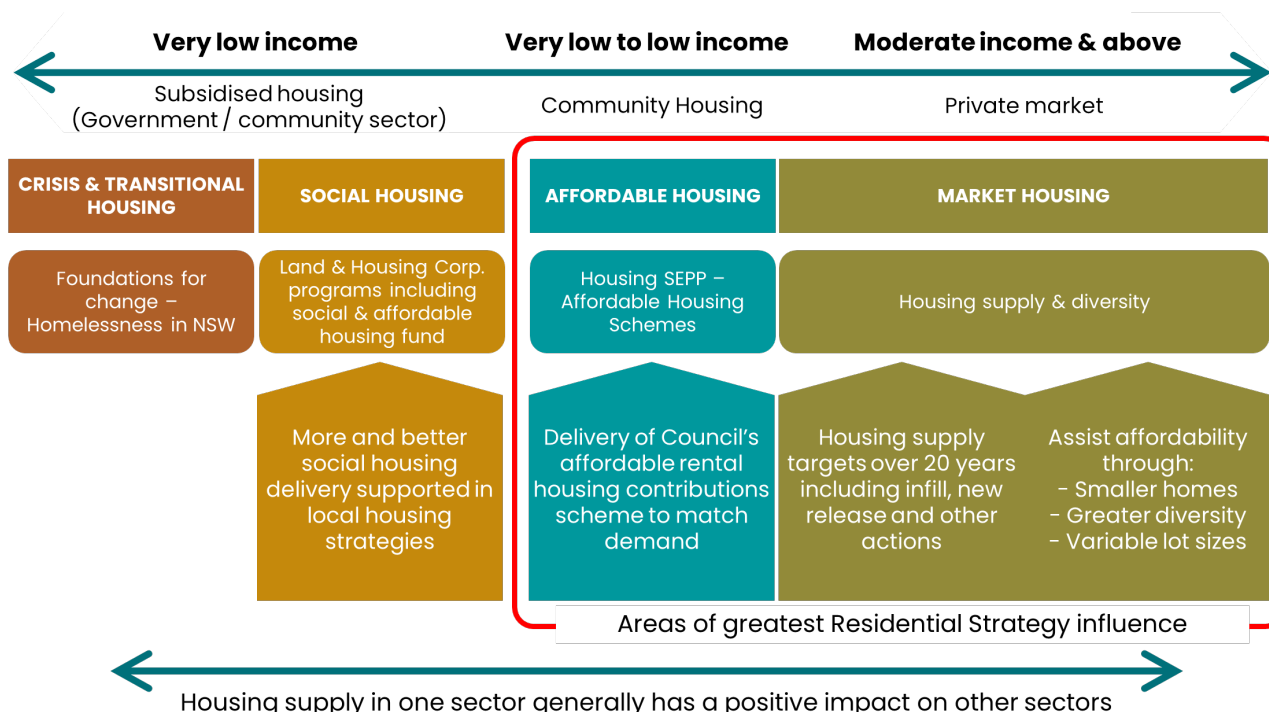 Very low income
Very low to low income
Moderate income & above
Subsidised housing
(Government / community sector)
Community Housing
Private market
CRISIS & TRANSITIONAL
HOUSING
SOCIAL HOUSING
AFFORDABLE HOUSING
MARKET HOUSING
Foundations for
change –
Homelessness in NSW
Land & Housing Corp.
programs including
social & affordable
housing fund
Housing SEPP –
Affordable Housing
Schemes
Housing supply & diversity
More and better
social housing
delivery supported in
local housing
strategies
Delivery of Council’s
affordable rental
housing contributions
scheme to match
demand
Housing supply
targets over 20 years
including infill, new
release and other
actions
Assist affordability
through:
- Smaller homes
- Greater diversity
- Variable lot sizes
Areas of greatest Residential Strategy influence
Housing supply in one sector generally has a positive impact on other sectors